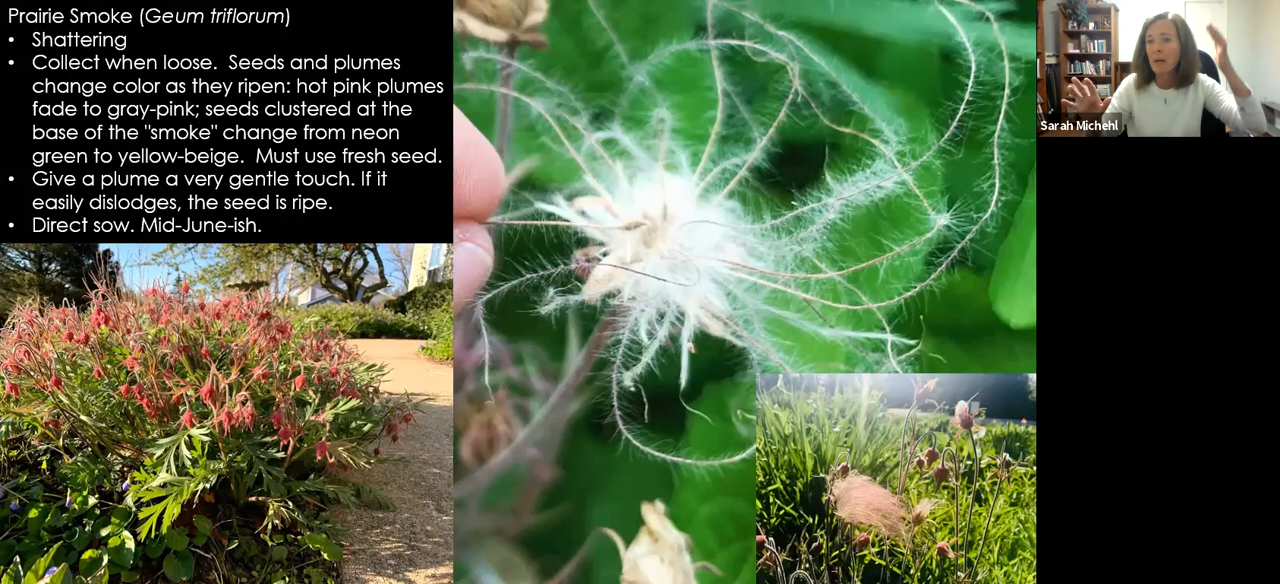 Prairie Smoke (Geum triflorum)
• Shattering
• Collect when loose.  Seeds and plumes
change color as they ripen: hot pink plumes
fade to gray-pink; seeds clustered at the
base of the "smoke" change from neon
green to yellow-beige.  Must use fresh seed.
• Give a plume a very gentle touch. If it
easily dislodges, the seed is ripe.
• Direct sow. Mid-June-ish.
Sarah Michehl